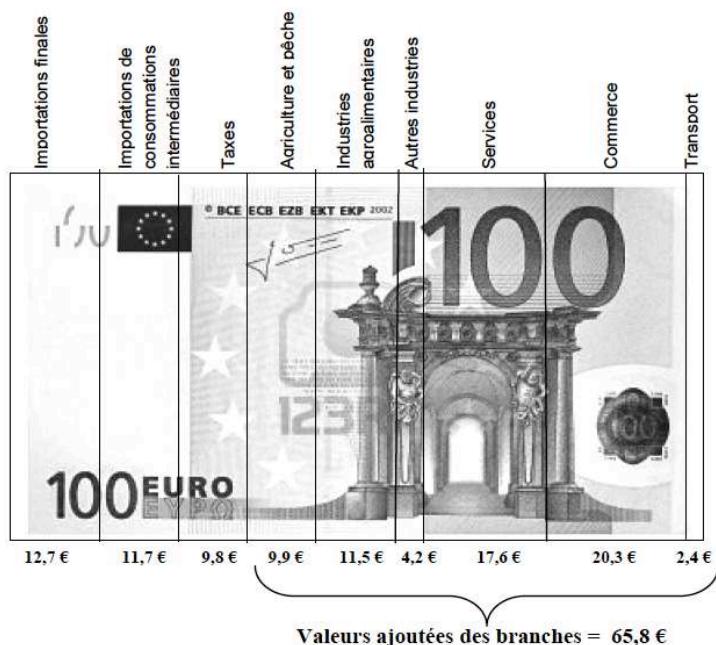 Importations finales
Importations de
consommations
intermédiaires
Taxes
Agriculture et pêche
Industries
agroalimentaires
Autres industries
Services
Commerce
Transport
© BCE ECB EZB EKT EKP 2002
100
123R
100 EURO
ΕΥΡΩ
12,7 €
11,7 €
9,8 €
9,9 €
11,5 €
4,2 €
17,6 €
20,3 €
2,4 €
Valeurs ajoutées des branches = 65,8 €